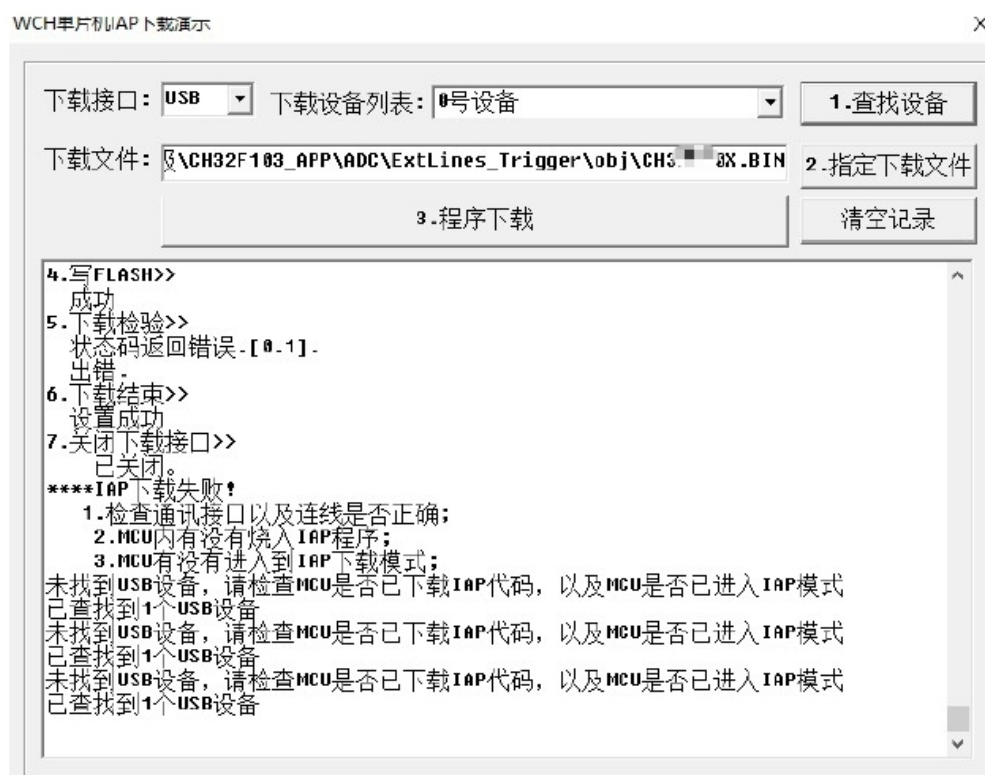 WCH单片机IAP下载演示
下载接口: USB 下载设备列表: 0号设备 1.查找设备
下载文件: \CH32F103_APP\ADC\ExtLines_Trigger\obj\CH3 0X.BIN 2.指定下载文件
3.程序下载 清空记录
4.写FLASH>>
成功
5.下载检验>>
状态码返回错误-[0-1]-
出错-
6.下载结束>>
设置成功
7.关闭下载接口>>
已关闭。
****IAP下载失败!
1.检查通讯接口以及连线是否正确;
2.MCU内有没有烧入IAP程序;
3.MCU有没有进入到IAP下载模式;
未找到USB设备, 请检查MCU是否已下载IAP代码, 以及MCU是否已进入IAP模式
已查找到1个USB设备
未找到USB设备, 请检查MCU是否已下载IAP代码, 以及MCU是否已进入IAP模式
已查找到1个USB设备
未找到USB设备, 请检查MCU是否已下载IAP代码, 以及MCU是否已进入IAP模式
已查找到1个USB设备